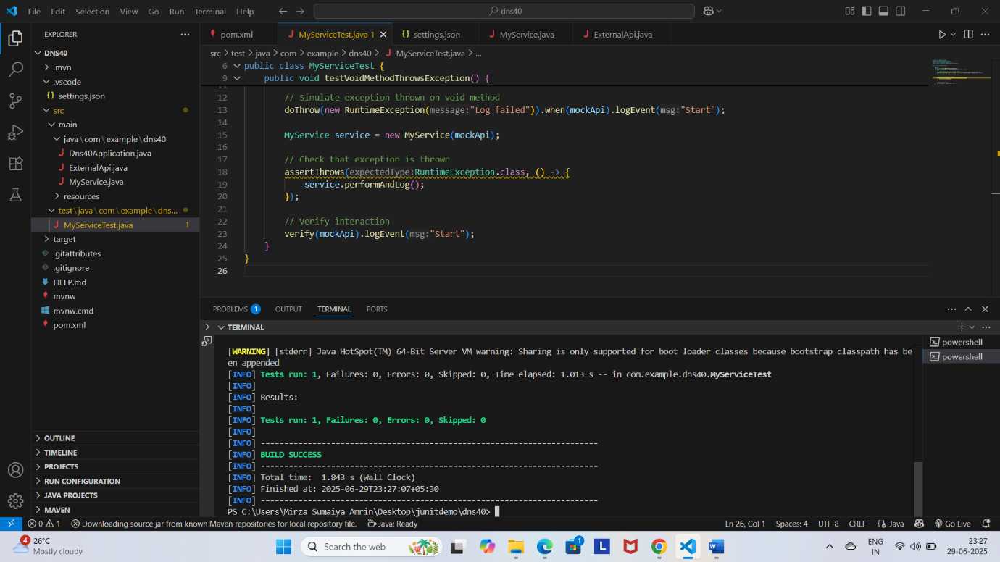 File Edit Selection View Go Run Terminal Help
dns40
EXPLORER
DNS40
.mvn
.vscode
{} settings.json
src
main
java\com\example\dns40
J Dns40Application.java
J ExternalApi.java
J MyService.java
resources
test\java\com\example\dns...
J MyServiceTest.java 1
target
.gitattributes
.gitignore
HELP.md
mvnw
mvnw.cmd
pom.xml
OUTLINE
TIMELINE
PROJECTS
RUN CONFIGURATION
JAVA PROJECTS
MAVEN
pom.xml J MyServiceTest.java 1 {} settings.json J MyService.java J ExternalApi.java
src > test > java > com > example > dns40 > J MyServiceTest.java > ...
6 public class MyServiceTest {
9 public void testVoidMethodThrowsException() {
11
12 // Simulate exception thrown on void method
13 doThrow(new RuntimeException(message:"Log failed")).when(mockApi).logEvent(msg:"Start");
14
15 MyService service = new MyService(mockApi);
16
17 // Check that exception is thrown
18 assertThrows(expectedType:RuntimeException.class, () -> {
19 service.performAndLog();
20 });
21
22 // Verify interaction
23 verify(mockApi).logEvent(msg:"Start");
24 }
25 }
26
PROBLEMS 1 OUTPUT TERMINAL PORTS
TERMINAL
[WARNING] [stderr] Java HotSpot(TM) 64-Bit Server VM warning: Sharing is only supported for boot loader classes because bootstrap classpath has be
en appended
[INFO] Tests run: 1, Failures: 0, Errors: 0, Skipped: 0, Time elapsed: 1.013 s -- in com.example.dns40.MyServiceTest
[INFO]
[INFO] Results:
[INFO]
[INFO] Tests run: 1, Failures: 0, Errors: 0, Skipped: 0
[INFO]
[INFO] ------------------------------------------------------------------------
[INFO] BUILD SUCCESS
[INFO] ------------------------------------------------------------------------
[INFO] Total time:  1.843 s (Wall Clock)
[INFO] Finished at: 2025-06-29T23:27:07+05:30
[INFO] ------------------------------------------------------------------------
PS C:\Users\Mirza Sumaiya Amrin\Desktop\junitdemo\dns40>
powershell
powershell
0 1 Downloading source jar from known Maven repositories for local repository file. Java: Ready Ln 26, Col 1 Spaces: 4 UTF-8 CRLF {} Java Go Live
4 26°C
Mostly cloudy
Search the web
1
L
W
ENG
IN
23:27
29-06-2025